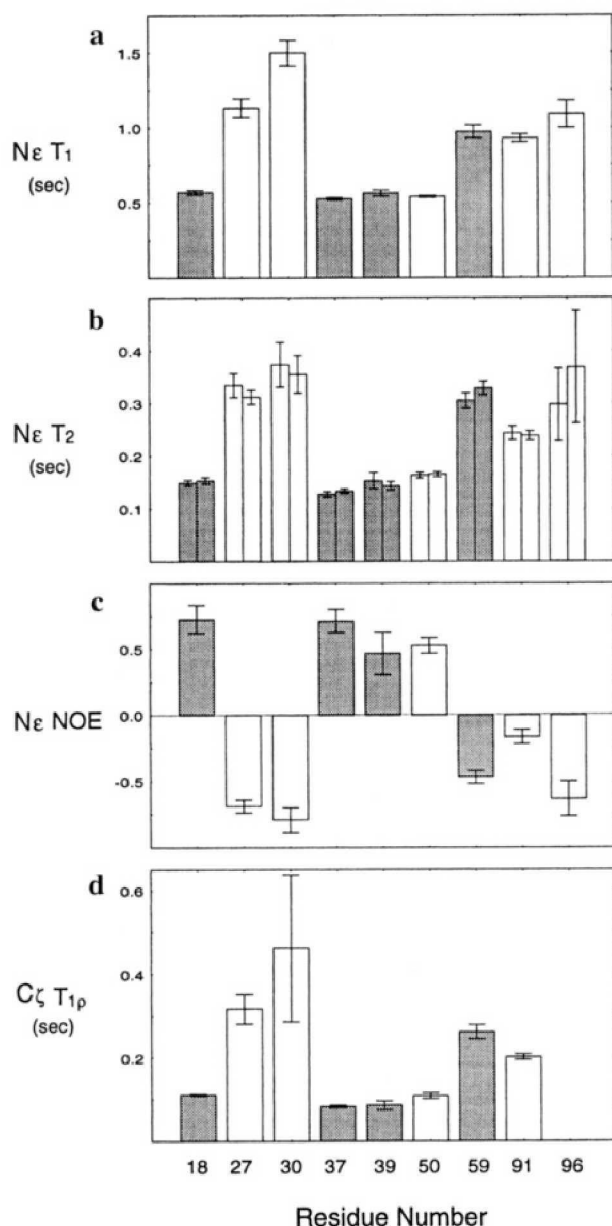 a
1.5
1.0
0.5
Nε T1
(sec)
b
0.4
0.3
0.2
0.1
Nε T2
(sec)
c
0.5
0.0
-0.5
Nε NOE
d
0.6
0.4
0.2
Cζ T1ρ
(sec)
18 27 30 37 39 50 59 91 96
Residue Number